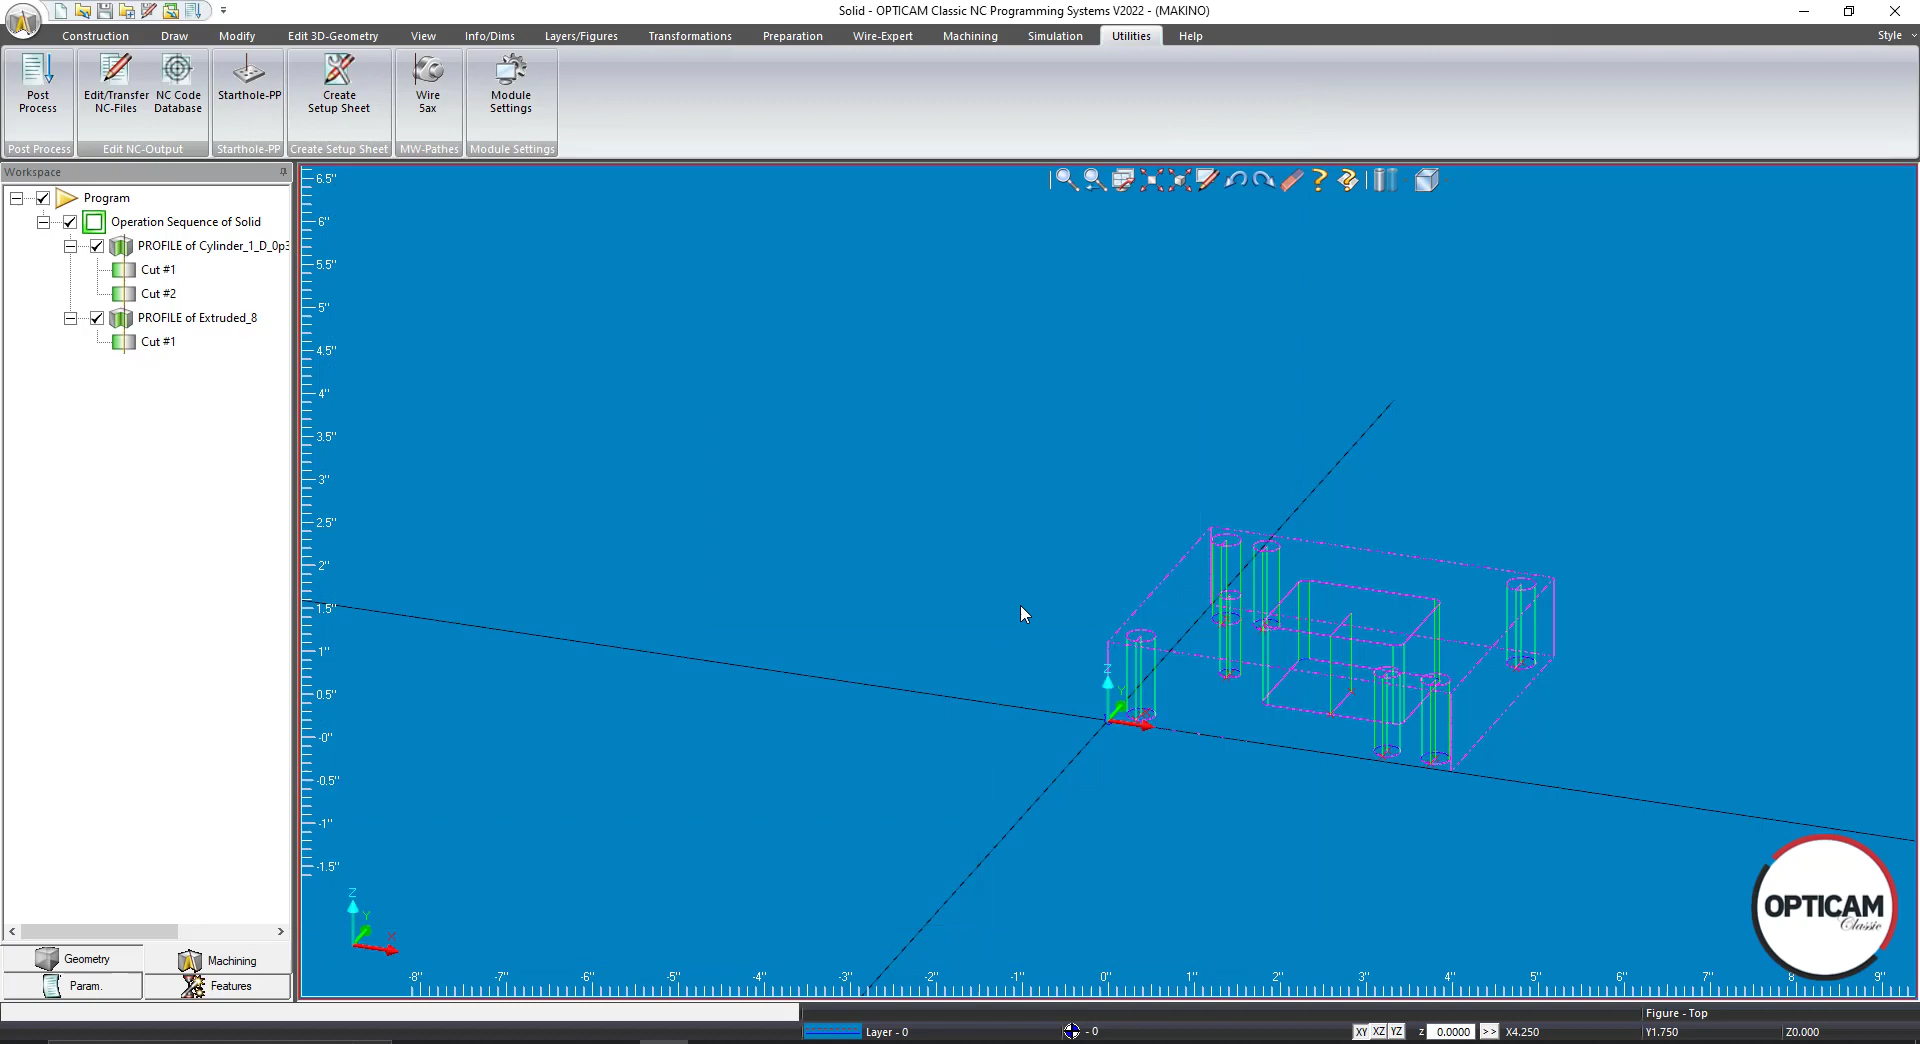 Solid - OPTICAM Classic NC Programming Systems V2022 - (MAKINO)
Construction Draw Modify Edit 3D-Geometry View Info/Dims Layers/Figures Transformations Preparation Wire-Expert Machining Simulation Utilities Help Style
Post Process
Edit/Transfer NC-Files
NC Code Database
Starthole-PP
Create Setup Sheet
Wire 5ax
Module Settings
Post Process Edit NC-Output Starthole-PP Create Setup Sheet MW-Pathes Module Settings
Workspace
Program
Operation Sequence of Solid
PROFILE of Cylinder_1_D_0p3
Cut #1
Cut #2
PROFILE of Extruded_8
Cut #1
6.5"
6"
5.5"
5"
4.5"
4"
3.5"
3"
2.5"
2"
1.5"
1"
0.5"
-0"
-0.5"
-1"
-1.5"
Z
Y
Z
Y
X
OPTICAM
Classic
-8" -7" -6" -5" -4" -3" -2" -1" 0" 1" 2" 3" 4" 5" 6" 7" 8" 9"
Geometry Machining
Param. Features
Figure - Top
Layer - 0 - 0 XY XZ YZ z 0.0000 >> X4.250 Y1.750 Z0.000